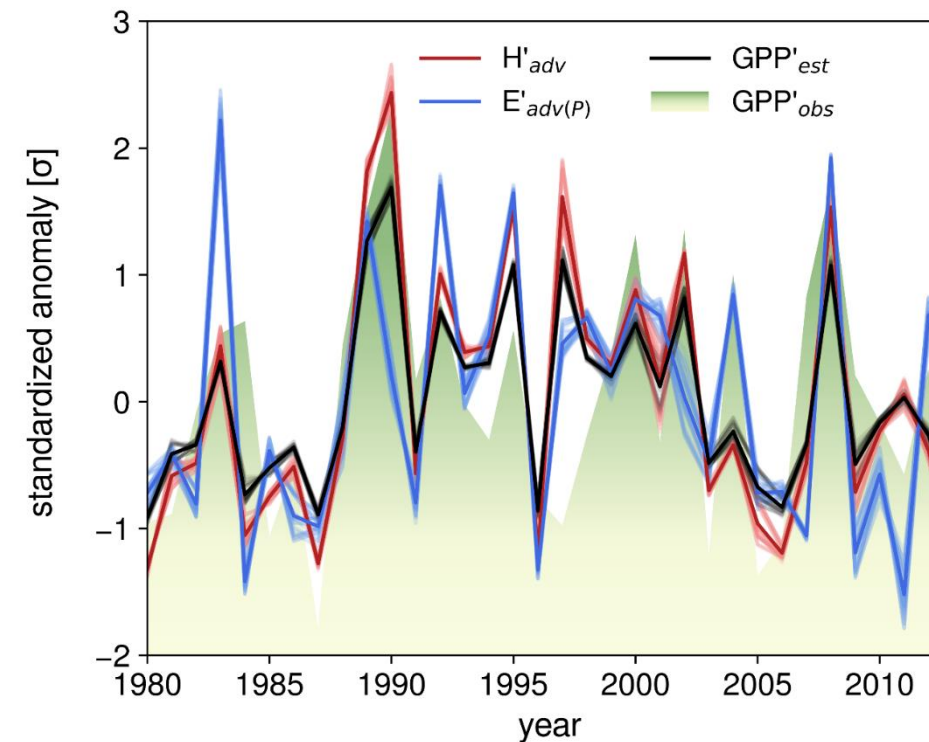 3
2
1
0
−1
−2
standardized anomaly [σ]
H'adv
E'adv(P)
GPP'est
GPP'obs
1980 1985 1990 1995 2000 2005 2010
year